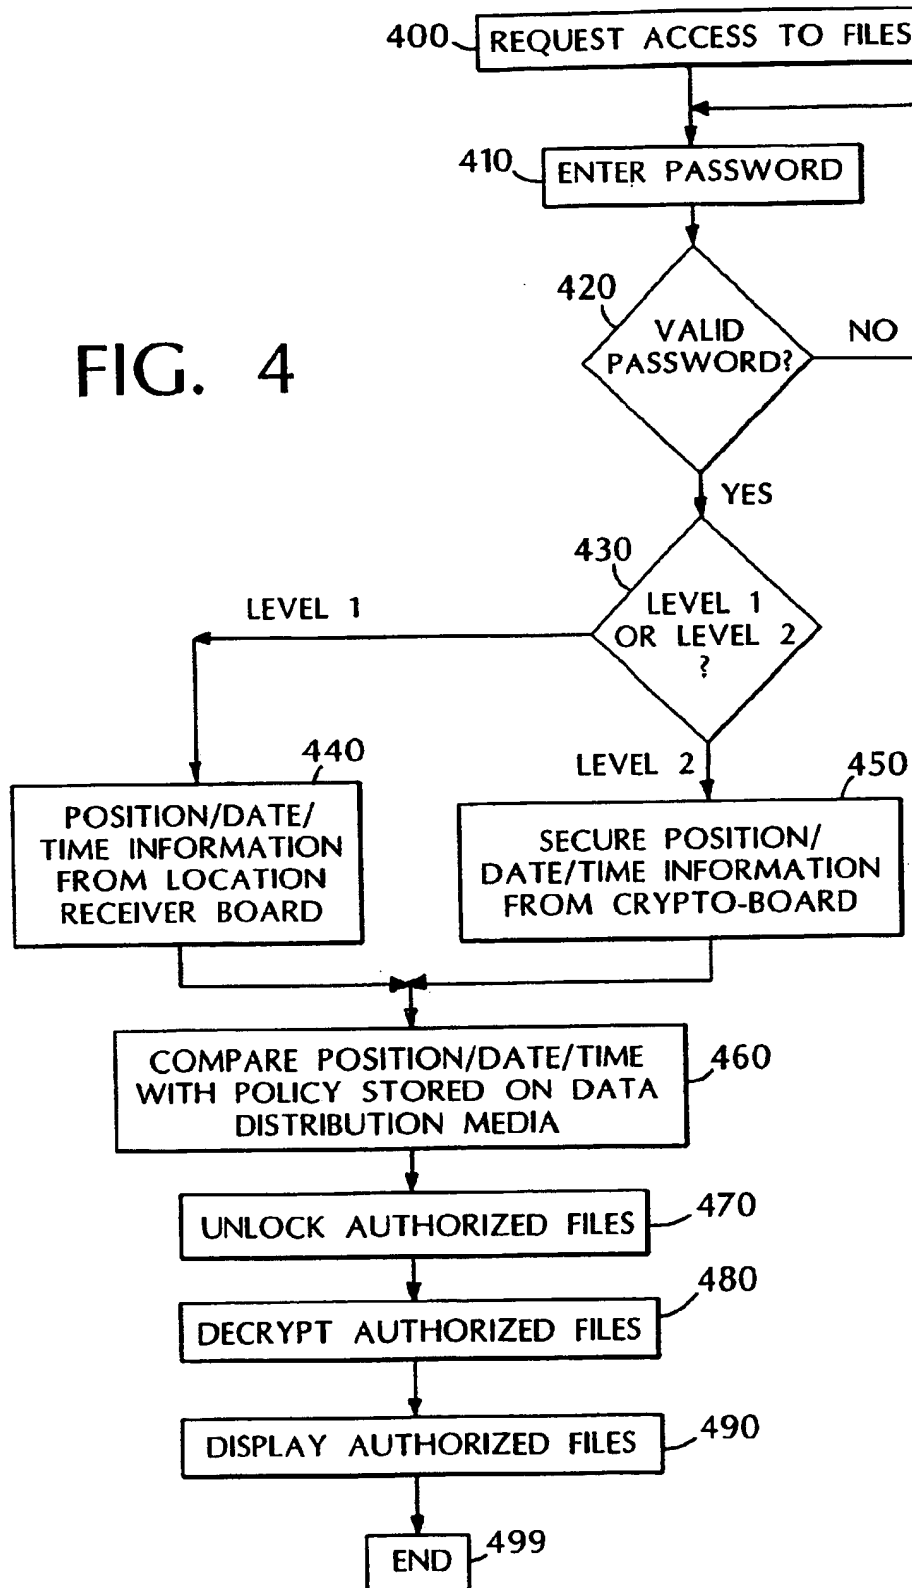 400 REQUEST ACCESS TO FILES
410 ENTER PASSWORD
420
VALID
PASSWORD?
NO
FIG. 4
YES
430
LEVEL 1
LEVEL 1
OR LEVEL 2
?
440
LEVEL 2
450
POSITION/DATE/
TIME INFORMATION
FROM LOCATION
RECEIVER BOARD
SECURE POSITION/
DATE/TIME INFORMATION
FROM CRYPTO-BOARD
COMPARE POSITION/DATE/TIME
WITH POLICY STORED ON DATA
DISTRIBUTION MEDIA
460
UNLOCK AUTHORIZED FILES
470
DECRYPT AUTHORIZED FILES
480
DISPLAY AUTHORIZED FILES
490
END
499